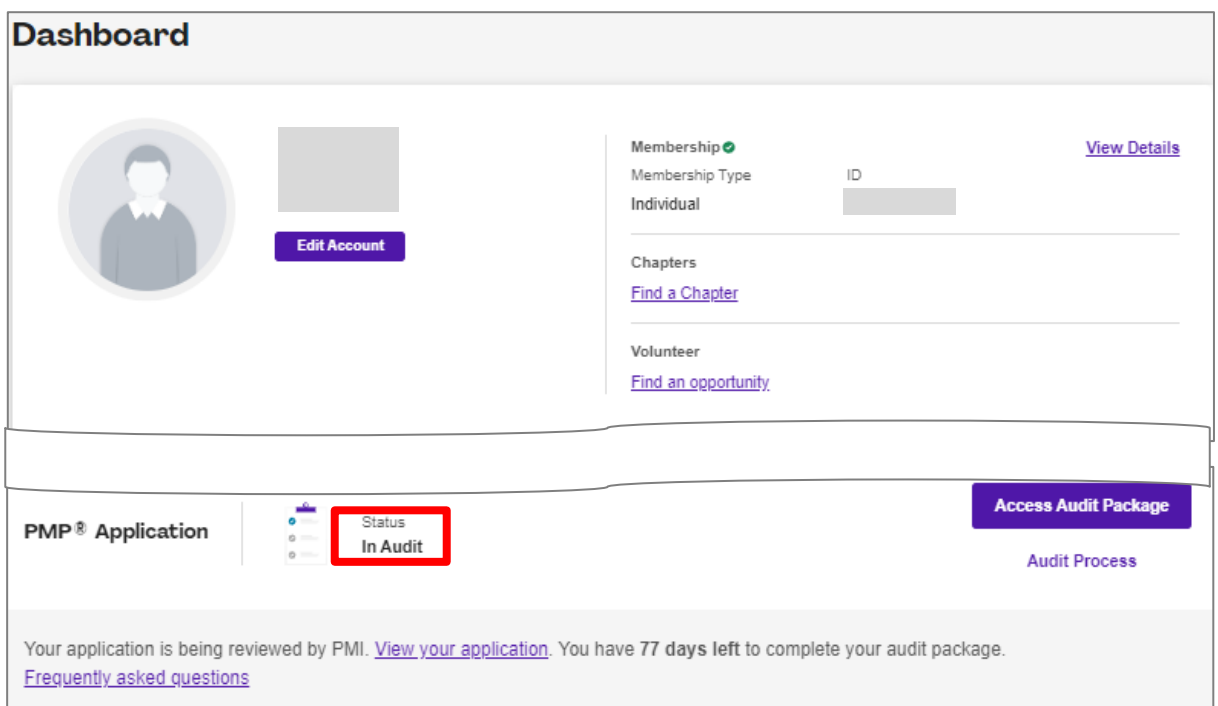 Dashboard
Membership
View Details
Membership Type
ID
Individual
Edit Account
Chapters
Find a Chapter
Volunteer
Find an opportunity
PMP® Application
Status
In Audit
Access Audit Package
Audit Process
Your application is being reviewed by PMI. View your application. You have 77 days left to complete your audit package.
Frequently asked questions